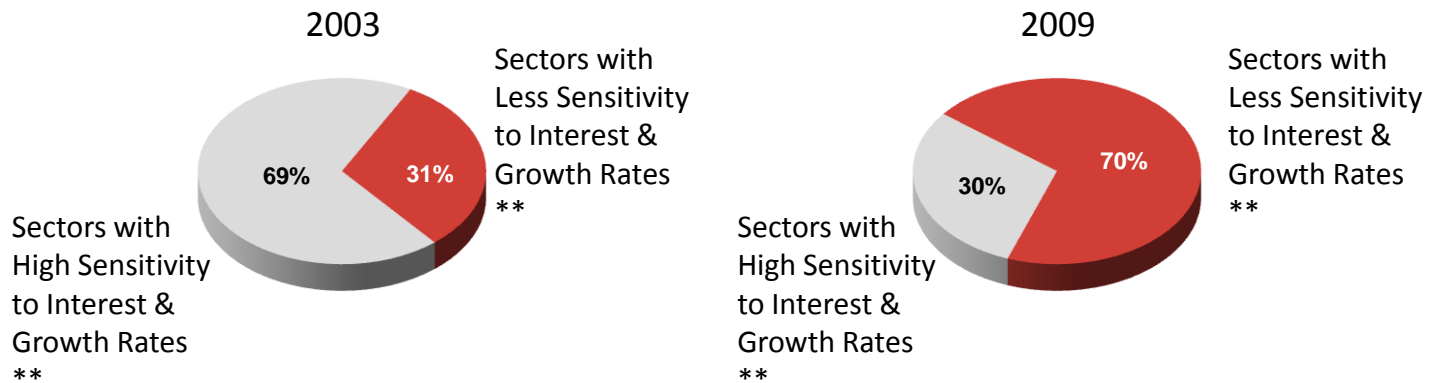 2003
Sectors with
Less Sensitivity
to Interest &
Growth Rates
**
69%
31%
Sectors with
High Sensitivity
to Interest &
Growth Rates
**
2009
Sectors with
Less Sensitivity
to Interest &
Growth Rates
**
70%
30%
Sectors with
High Sensitivity
to Interest &
Growth Rates
**